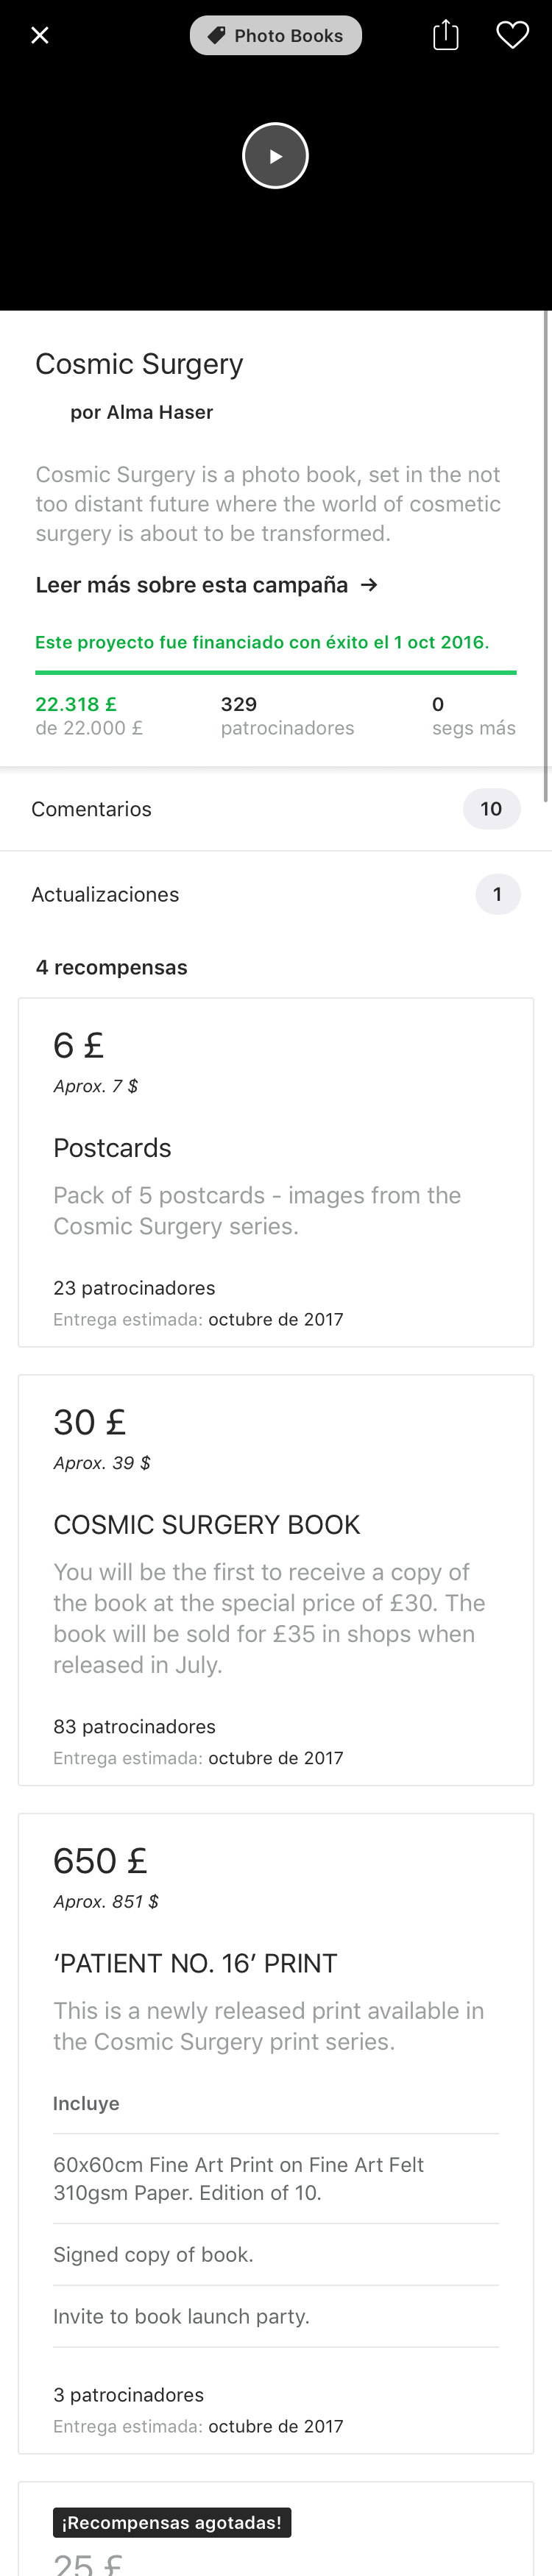 Photo Books
Cosmic Surgery
por Alma Haser
Cosmic Surgery is a photo book, set in the not
too distant future where the world of cosmetic
surgery is about to be transformed.
Leer más sobre esta campaña →
Este proyecto fue financiado con éxito el 1 oct 2016.
22.318 £
de 22.000 £
329
patrocinadores
0
segs más
Comentarios
10
Actualizaciones
1
4 recompensas
6 £
Aprox. 7 $
Postcards
Pack of 5 postcards - images from the
Cosmic Surgery series.
23 patrocinadores
Entrega estimada: octubre de 2017
30 £
Aprox. 39 $
COSMIC SURGERY BOOK
You will be the first to receive a copy of
the book at the special price of £30. The
book will be sold for £35 in shops when
released in July.
83 patrocinadores
Entrega estimada: octubre de 2017
650 £
Aprox. 851 $
‘PATIENT NO. 16’ PRINT
This is a newly released print available in
the Cosmic Surgery print series.
Incluye
60x60cm Fine Art Print on Fine Art Felt
310gsm Paper. Edition of 10.
Signed copy of book.
Invite to book launch party.
3 patrocinadores
Entrega estimada: octubre de 2017
¡Recompensas agotadas!
25 £